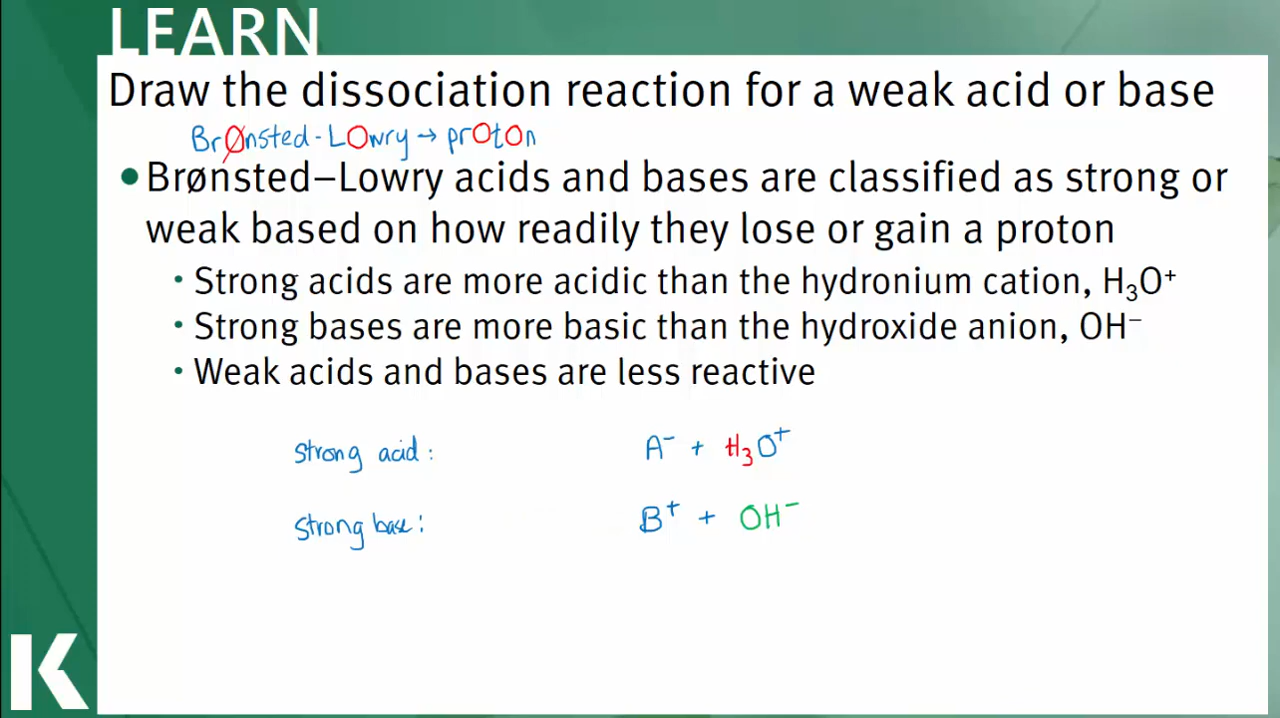 LEARN
Draw the dissociation reaction for a weak acid or base
BrØnsted-LOwry → prOtOn
• Brønsted–Lowry acids and bases are classified as strong or
weak based on how readily they lose or gain a proton
• Strong acids are more acidic than the hydronium cation, H₃O⁺
• Strong bases are more basic than the hydroxide anion, OH⁻
• Weak acids and bases are less reactive
Strong acid: A⁻ + H₃O⁺
Strong base: B⁺ + OH⁻
K